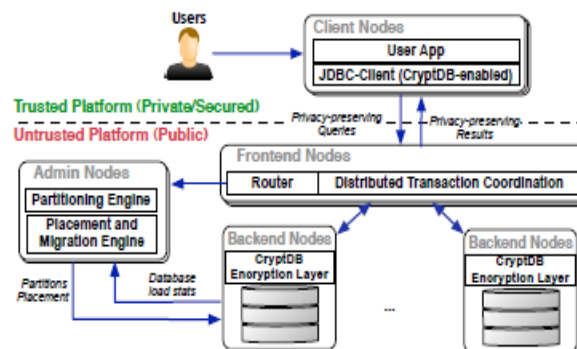 Users
Client Nodes
User App
JDBC-Client (CryptDB-enabled)
Trusted Platform (Private/Secured)
Untrusted Platform (Public)
Privacy-preserving
Queries
Privacy-preserving
Results
Frontend Nodes
Router
Distributed Transaction Coordination
Admin Nodes
Partitioning Engine
Placement and
Migration Engine
Partitions
Placement
Database
load stats
Backend Nodes
CryptDB
Encryption Layer
...
Backend Nodes
CryptDB
Encryption Layer